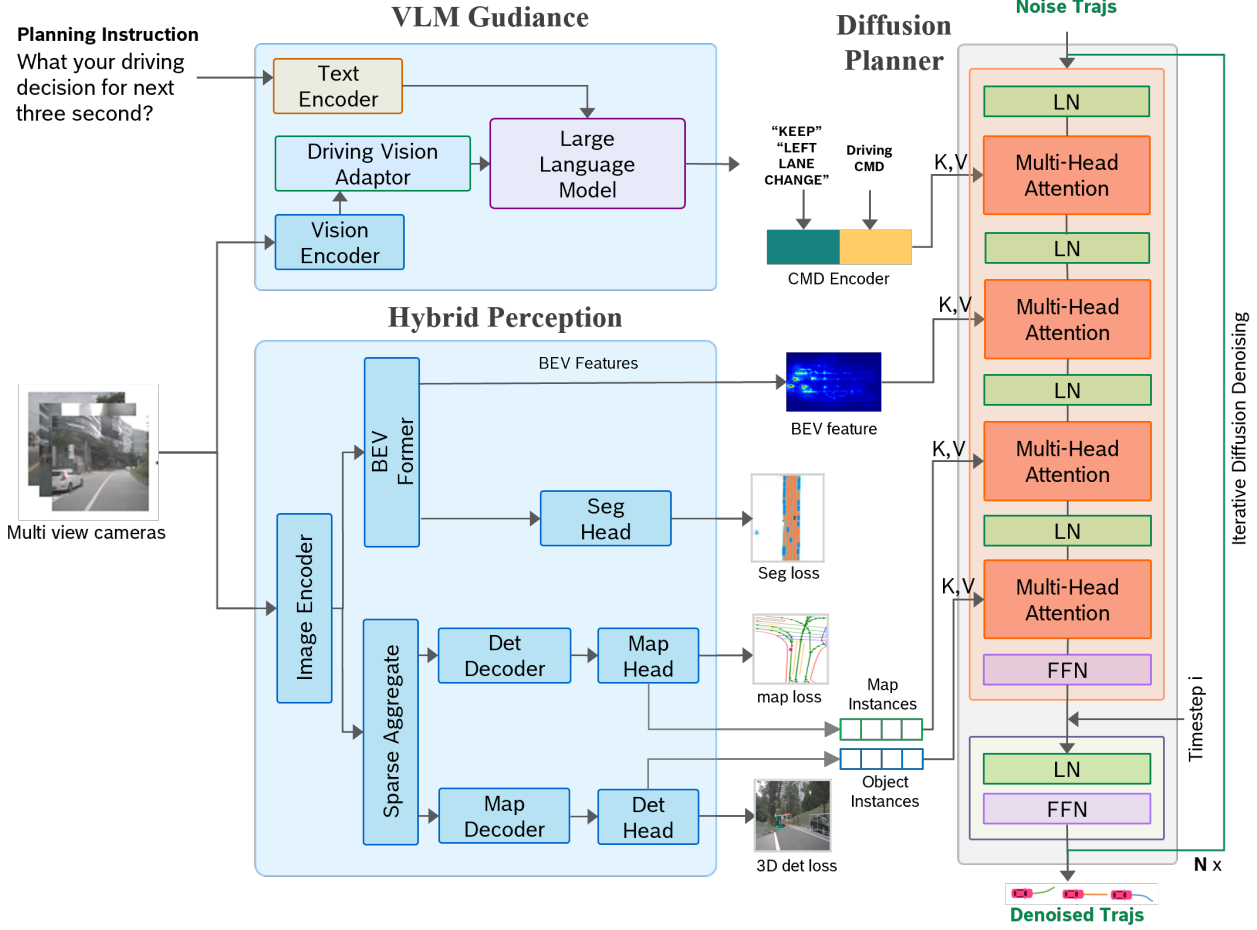 VLM Gudiance
Planning Instruction
What your driving
decision for next
three second?
Text
Encoder
Driving Vision
Adaptor
Large
Language
Model
Vision
Encoder
Hybrid Perception
Multi view cameras
Image Encoder
BEV
Former
BEV Features
Seg
Head
Sparse Aggregate
Det
Decoder
Map
Head
Map
Decoder
Det
Head
“KEEP”
“LEFT
LANE
CHANGE”
Driving
CMD
CMD Encoder
BEV feature
Seg loss
map loss
3D det loss
Map
Instances
Object
Instances
Diffusion
Planner
Noise Trajs
LN
K,V
Multi-Head
Attention
LN
K,V
Multi-Head
Attention
LN
K,V
Multi-Head
Attention
LN
K,V
Multi-Head
Attention
FFN
Timestep i
LN
FFN
Iterative Diffusion Denoising
N x
Denoised Trajs